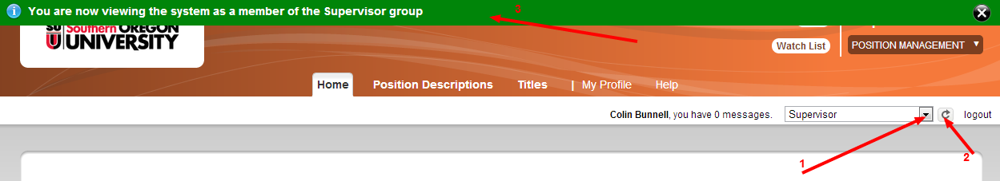 You are now viewing the system as a member of the Supervisor group
3
SU Southern OREGON
UNIVERSITY
Watch List
POSITION MANAGEMENT
Home Position Descriptions Titles | My Profile Help
Colin Bunnell, you have 0 messages. Supervisor logout
1
2